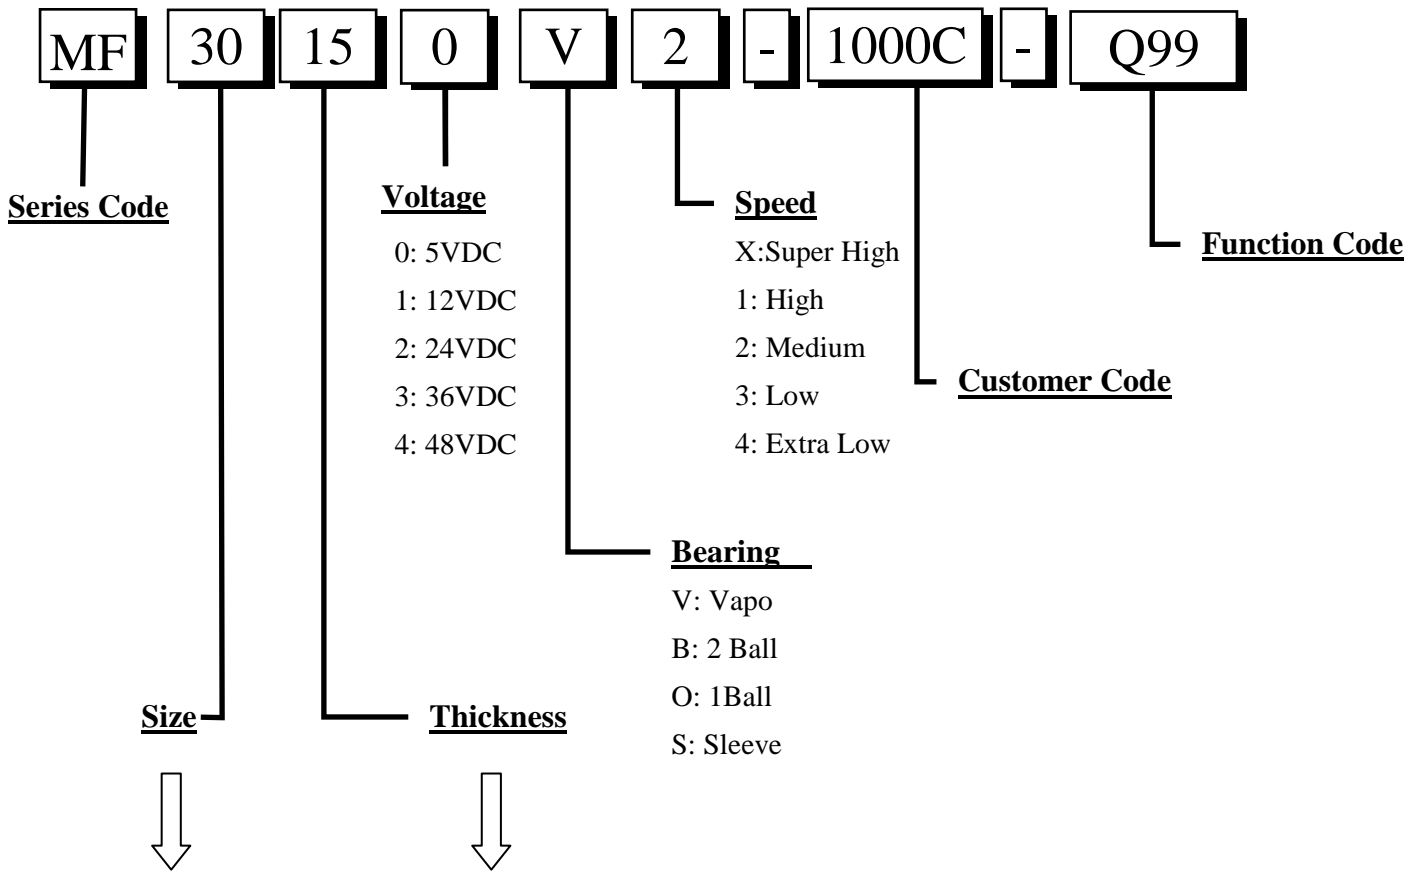 MF 30 15 0 V 2 - 1000C - Q99
Series Code
Voltage
0: 5VDC
1: 12VDC
2: 24VDC
3: 36VDC
4: 48VDC
Speed
X:Super High
1: High
2: Medium
3: Low
4: Extra Low
Function Code
Customer Code
Bearing
V: Vapo
B: 2 Ball
O: 1Ball
S: Sleeve
Size
Thickness